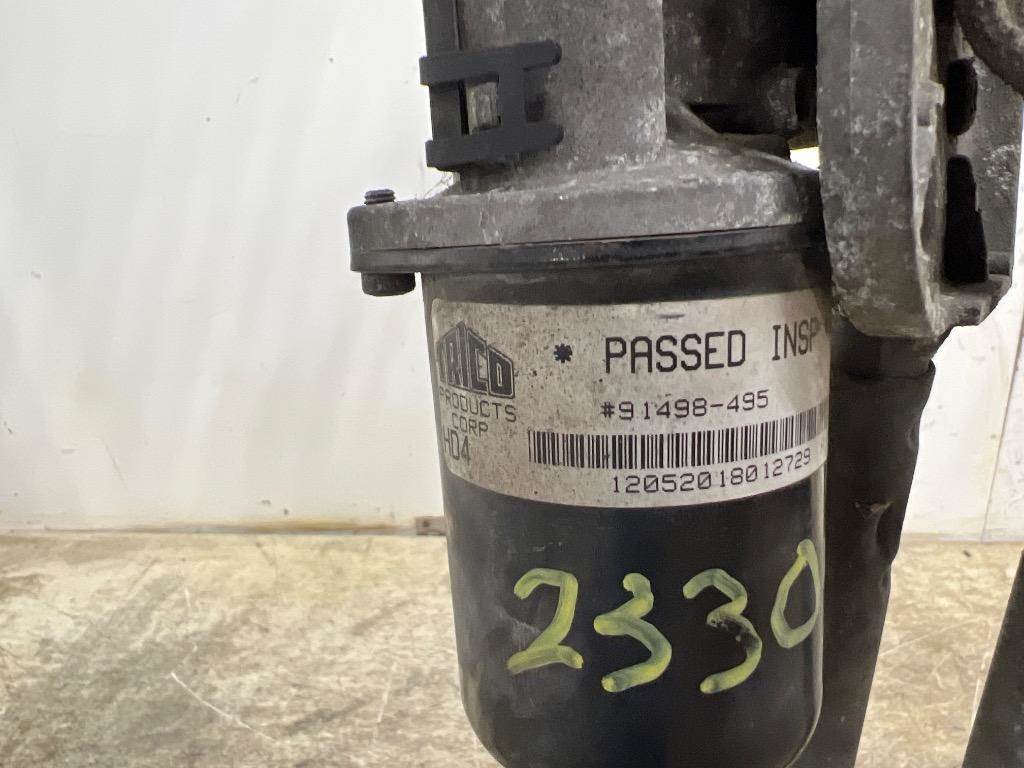 TRICO
PRODUCTS
CORP
HD4
* PASSED INSP
#91498-495
12052018012729
2330